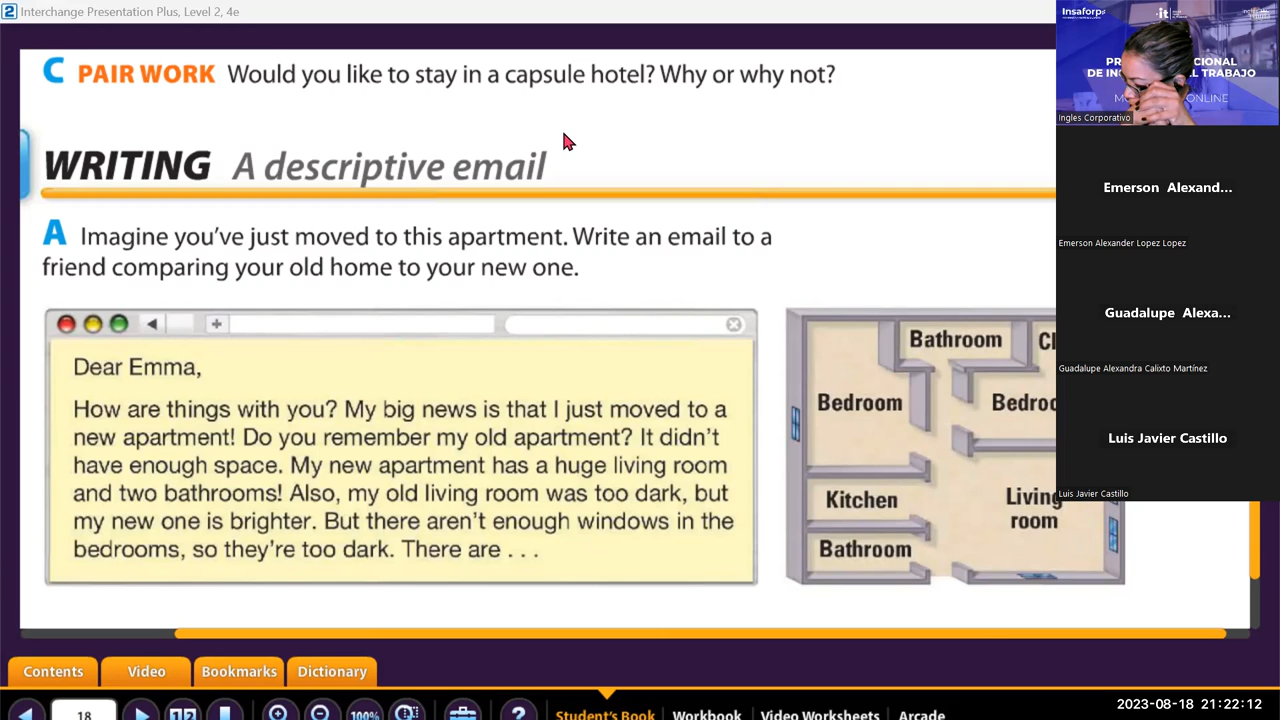 Interchange Presentation Plus, Level 2, 4e
C PAIR WORK Would you like to stay in a capsule hotel? Why or why not?
WRITING A descriptive email
A Imagine you've just moved to this apartment. Write an email to a
friend comparing your old home to your new one.
Dear Emma,
How are things with you? My big news is that I just moved to a
new apartment! Do you remember my old apartment? It didn't
have enough space. My new apartment has a huge living room
and two bathrooms! Also, my old living room was too dark, but
my new one is brighter. But there aren't enough windows in the
bedrooms, so they're too dark. There are . . .
Bathroom
Bedroom
Kitchen
Living
room
Bathroom
Insaforp
DE
TRABAJO
ONLINE
Ingles Corporativo
Emerson Alexand...
Emerson Alexander Lopez Lopez
Guadalupe Alexa...
Guadalupe Alexandra Calixto Martínez
Luis Javier Castillo
Luis Javier Castillo
Contents Video Bookmarks Dictionary
18 1 2 100% ? Student's Book Workbook Video Worksheets Arcade
2023-08-18 21:22:12